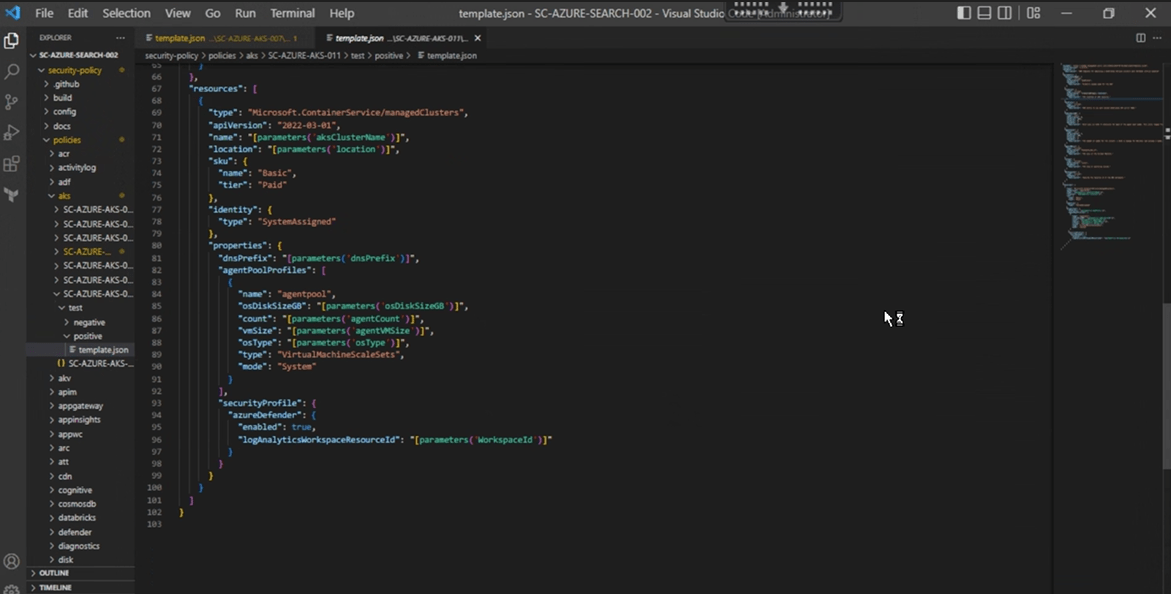 File Edit Selection View Go Run Terminal Help
template.json - SC-AZURE-SEARCH-002 - Visual Studio Code [Administrator]
EXPLORER
template.json ...\SC-AZURE-AKS-007\... 1
template.json ...\SC-AZURE-AKS-011\...
SC-AZURE-SEARCH-002
security-policy > policies > aks > SC-AZURE-AKS-011 > test > positive > template.json
security-policy
.github
build
config
docs
policies
acr
activitylog
adf
aks
SC-AZURE-AKS-0...
SC-AZURE-AKS-0...
SC-AZURE-AKS-0...
SC-AZURE-...
SC-AZURE-AKS-0...
SC-AZURE-AKS-0...
SC-AZURE-AKS-0...
test
negative
positive
template.json
{} SC-AZURE-AKS-...
akv
apim
appgateway
appinsights
appwc
arc
att
cdn
cognitive
cosmosdb
databricks
defender
diagnostics
disk
OUTLINE
TIMELINE
65 }
66 },
67 "resources": [
68 {
69 "type": "Microsoft.ContainerService/managedClusters",
70 "apiVersion": "2022-03-01",
71 "name": "[parameters('aksClusterName')]",
72 "location": "[parameters('location')]",
73 "sku": {
74 "name": "Basic",
75 "tier": "Paid"
76 },
77 "identity": {
78 "type": "SystemAssigned"
79 },
80 "properties": {
81 "dnsPrefix": "[parameters('dnsPrefix')]",
82 "agentPoolProfiles": [
83 {
84 "name": "agentpool",
85 "osDiskSizeGB": "[parameters('osDiskSizeGB')]",
86 "count": "[parameters('agentCount')]",
87 "vmSize": "[parameters('agentVMSize')]",
88 "osType": "[parameters('osType')]",
89 "type": "VirtualMachineScaleSets",
90 "mode": "System"
91 }
92 ],
93 "securityProfile": {
94 "azureDefender": {
95 "enabled": true,
96 "logAnalyticsWorkspaceResourceId": "[parameters('WorkspaceId')]"
97 }
98 }
99 }
100 }
101 ]
102 }
103